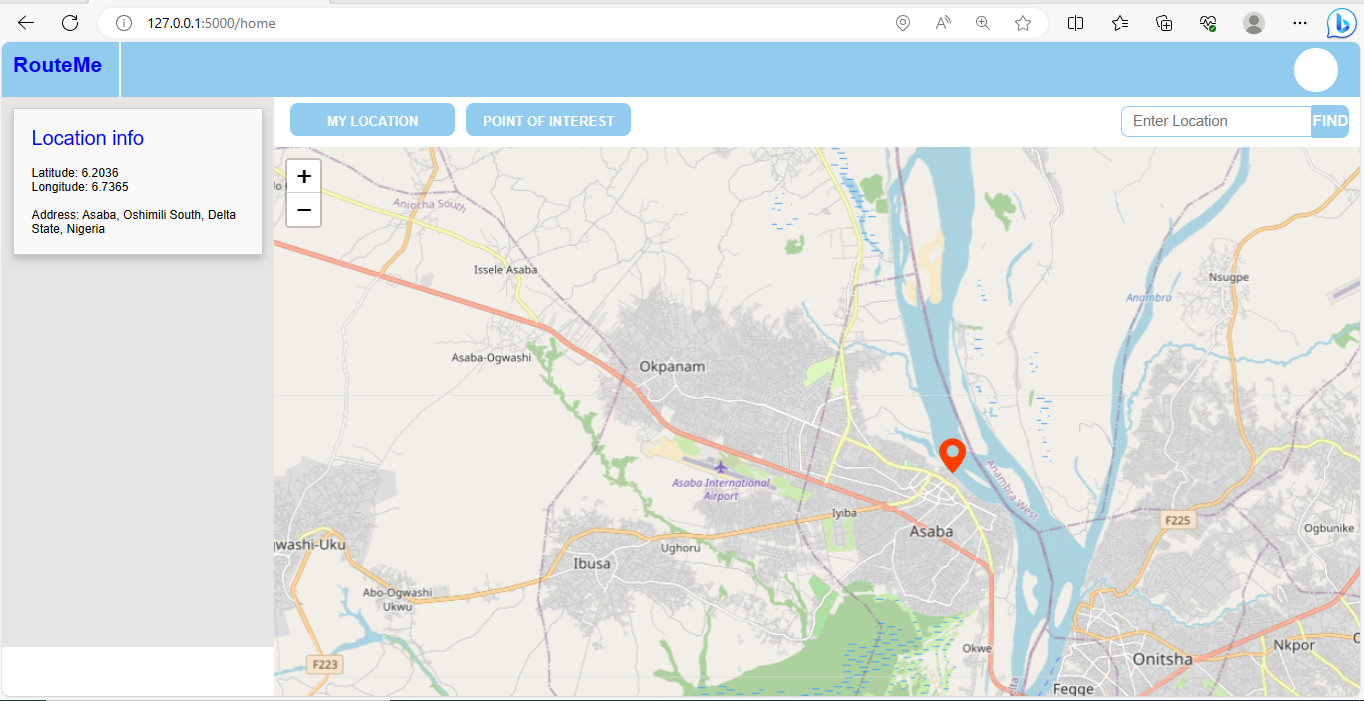 127.0.0.1:5000/home
RouteMe
MY LOCATION
POINT OF INTEREST
Enter Location
FIND
Location info
Latitude: 6.2036
Longitude: 6.7365
Address: Asaba, Oshimili South, Delta
State, Nigeria
+
−
Aniocha South
Issele Asaba
Nsugpe
Anambra
Asaba-Ogwashi
Okpanam
Asaba International
Airport
Anambra West
Iyiba
F225
Asaba
Ogbunike
washi-Uku
Ughoru
Ibusa
Abo-Ogwashi
Ukwu
Okwe
Nkpor
F223
Onitsha
Fegge
elta